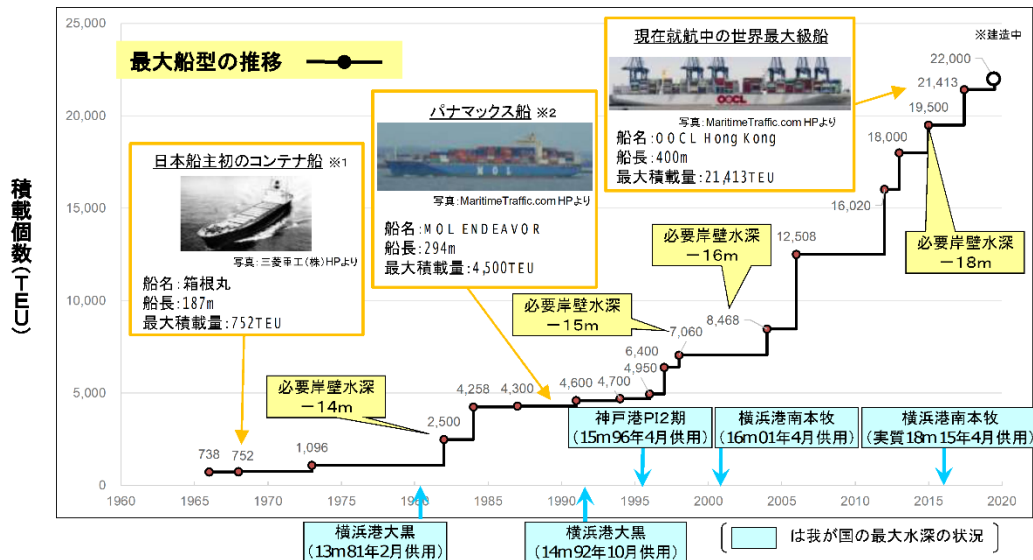 25,000
20,000
15,000
10,000
5,000
0
積載個数(TEU)
最大船型の推移
日本船主初のコンテナ船 ※1
写真:三菱重工(株)HPより
船名:箱根丸
船長:187m
最大積載量:752TEU
パナマックス船 ※2
MOL
写真:MaritimeTraffic.com HPより
船名:MOL ENDEAVOR
船長:294m
最大積載量:4,500TEU
現在就航中の世界最大級船
OOCL
写真:MaritimeTraffic.com HPより
船名:OOCL Hong Kong
船長:400m
最大積載量:21,413TEU
※建造中
22,000
21,413
19,500
18,000
16,020
12,508
8,468
7,060
6,400
4,950
4,700
4,600
4,300
4,258
2,500
1,096
752
738
必要岸壁水深
-14m
必要岸壁水深
-15m
必要岸壁水深
-16m
必要岸壁水深
-18m
神戸港PI2期
(15m96年4月供用)
横浜港南本牧
(16m01年4月供用)
横浜港南本牧
(実質18m15年4月供用)
1960
1965
1970
1975
1980
1985
1990
1995
2000
2005
2010
2015
2020
横浜港大黒
(13m81年2月供用)
横浜港大黒
(14m92年10月供用)
は我が国の最大水深の状況